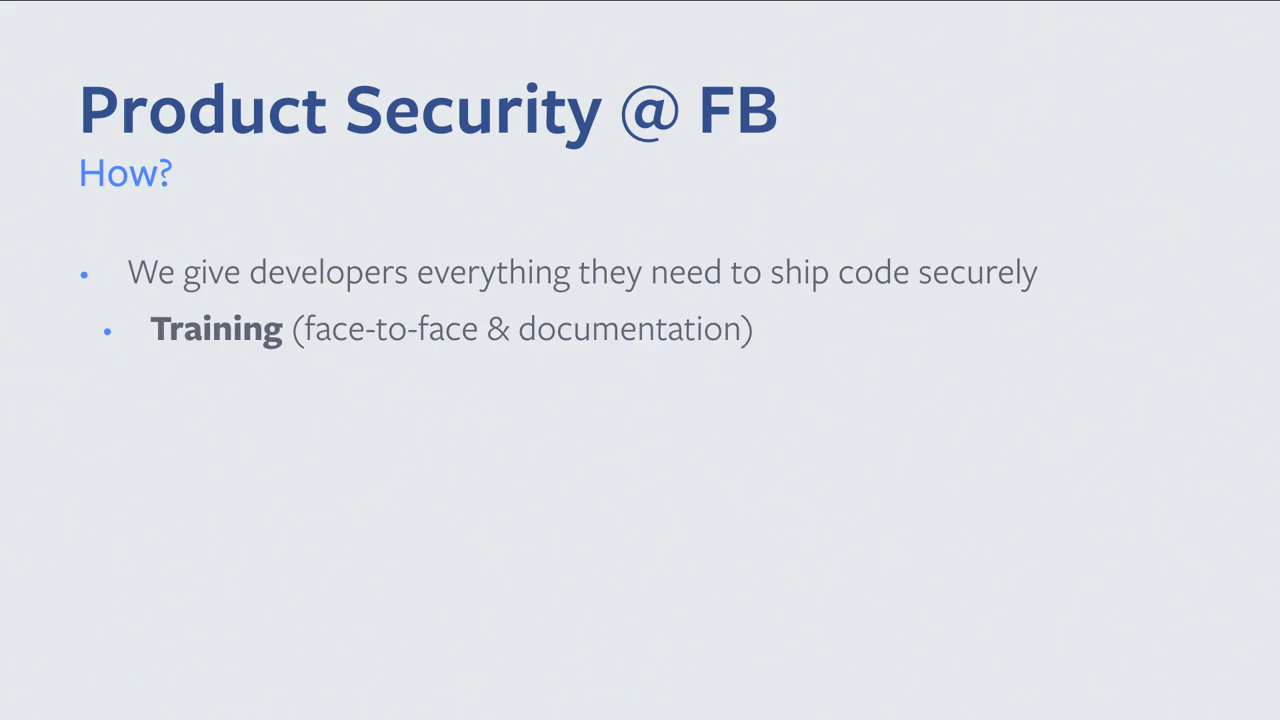 Product Security @ FB
How?
• We give developers everything they need to ship code securely
• Training (face-to-face & documentation)